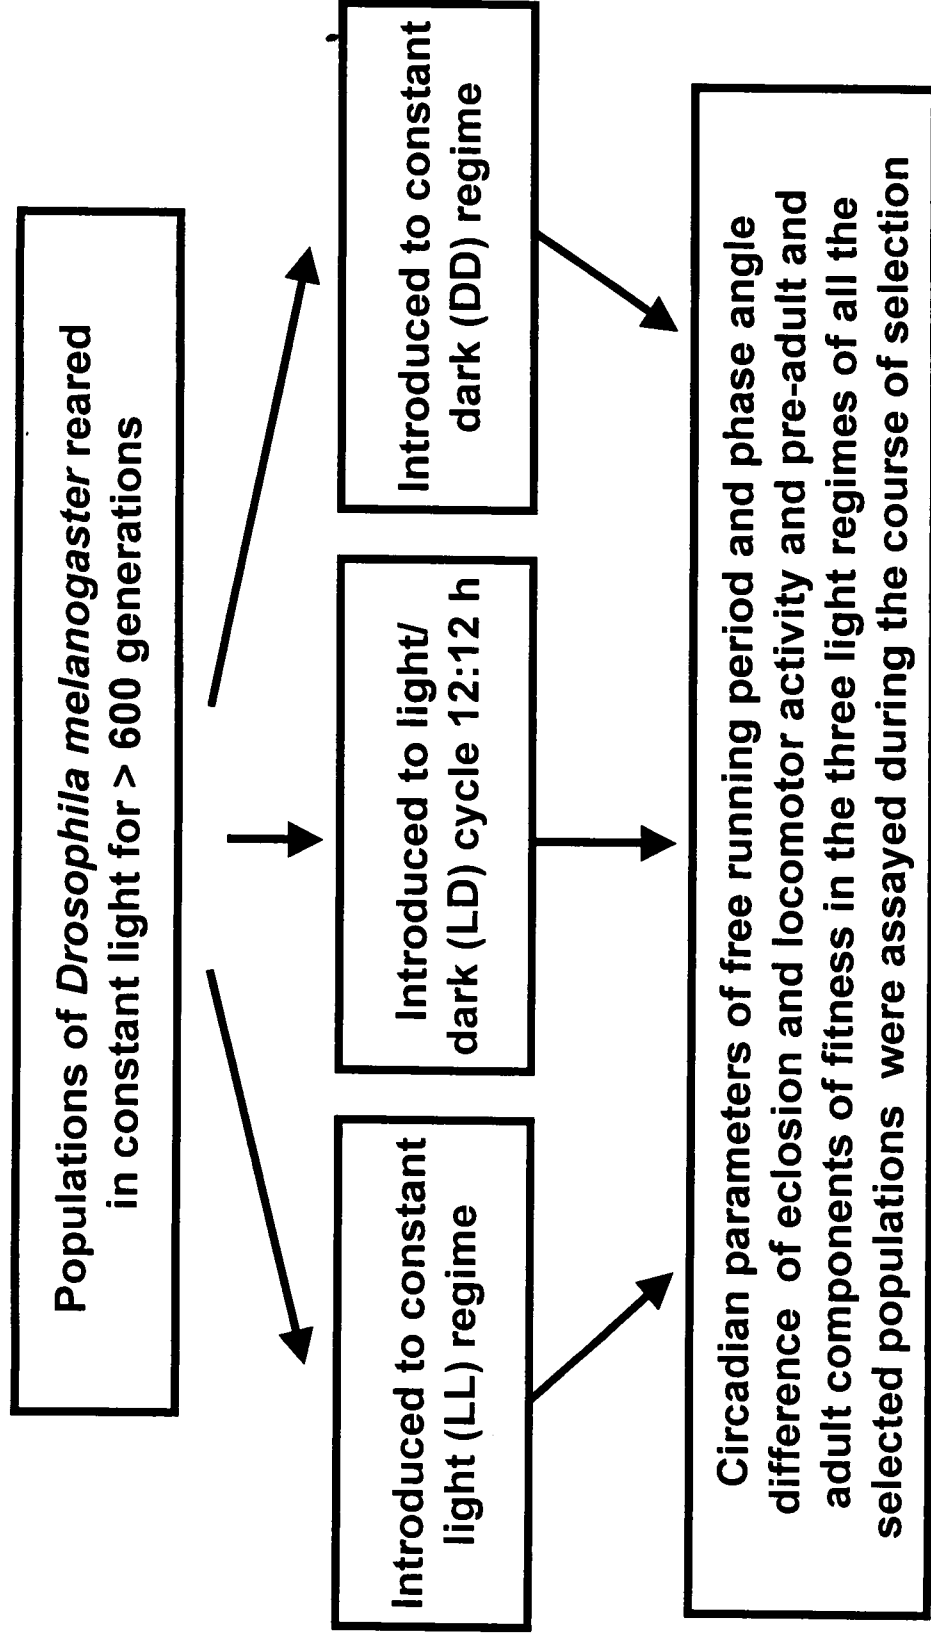 Populations of Drosophila melanogaster reared
in constant light for > 600 generations
Introduced to constant
light (LL) regime
Introduced to light/
dark (LD) cycle 12:12 h
Introduced to constant
dark (DD) regime
Circadian parameters of free running period and phase angle
difference of eclosion and locomotor activity and pre-adult and
adult components of fitness in the three light regimes of all the
selected populations were assayed during the course of selection